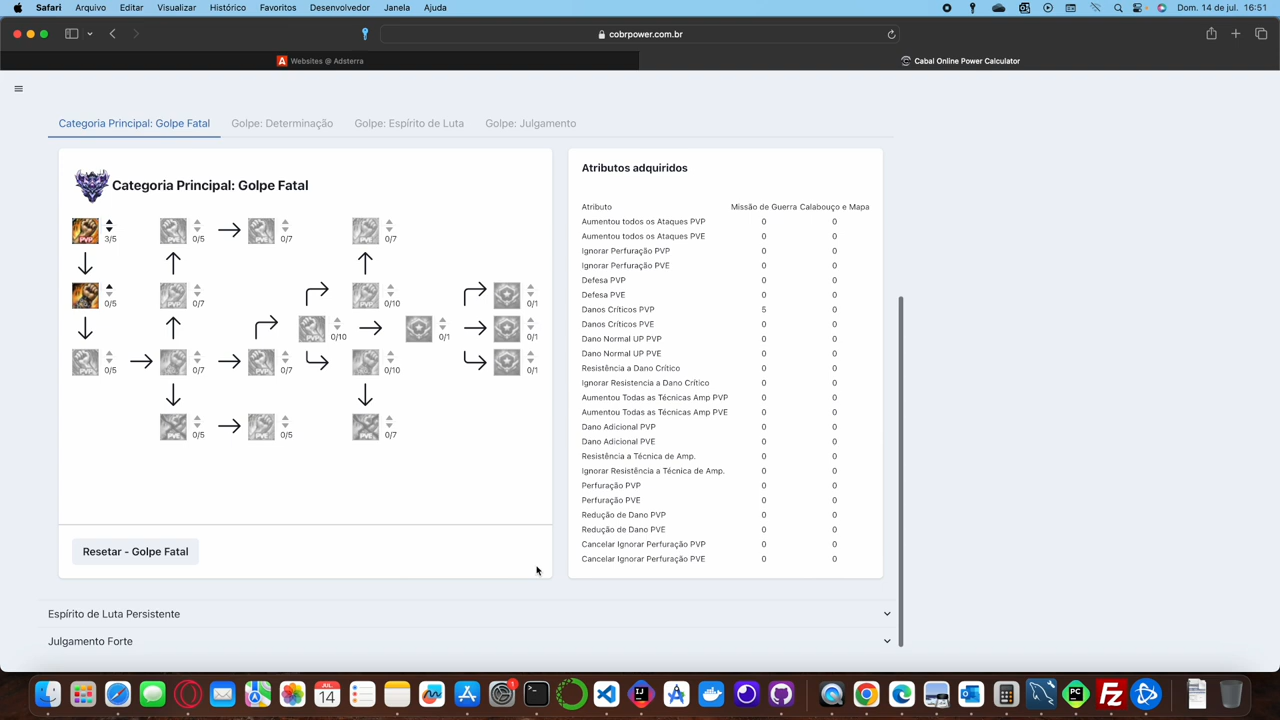 Safari Arquivo Editar Visualizar Histórico Favoritos Desenvolvedor Janela Ajuda Dom. 14 de jul. 16:51
cobrpower.com.br
Websites @ Adsterra
Cabal Online Power Calculator
Categoria Principal: Golpe Fatal Golpe: Determinação Golpe: Espírito de Luta Golpe: Julgamento
Categoria Principal: Golpe Fatal
3/5 0/5 0/7 0/7
0/5 0/7 0/10 0/1
0/10 0/1 0/1
0/5 0/7 0/7 0/10 0/1
0/5 0/5 0/7
Resetar - Golpe Fatal
Atributos adquiridos
Atributo Missão de Guerra Calabouço e Mapa
Aumentou todos os Ataques PVP 0 0
Aumentou todos os Ataques PVE 0 0
Ignorar Perfuração PVP 0 0
Ignorar Perfuração PVE 0 0
Defesa PVP 0 0
Defesa PVE 0 0
Danos Críticos PVP 5 0
Danos Críticos PVE 0 0
Dano Normal UP PVP 0 0
Dano Normal UP PVE 0 0
Resistência a Dano Crítico 0 0
Ignorar Resistencia a Dano Crítico 0 0
Aumentou Todas as Técnicas Amp PVP 0 0
Aumentou Todas as Técnicas Amp PVE 0 0
Dano Adicional PVP 0 0
Dano Adicional PVE 0 0
Resistência a Técnica de Amp. 0 0
Ignorar Resistência a Técnica de Amp. 0 0
Perfuração PVP 0 0
Perfuração PVE 0 0
Redução de Dano PVP 0 0
Redução de Dano PVE 0 0
Cancelar Ignorar Perfuração PVP 0 0
Cancelar Ignorar Perfuração PVE 0 0
Espírito de Luta Persistente
Julgamento Forte